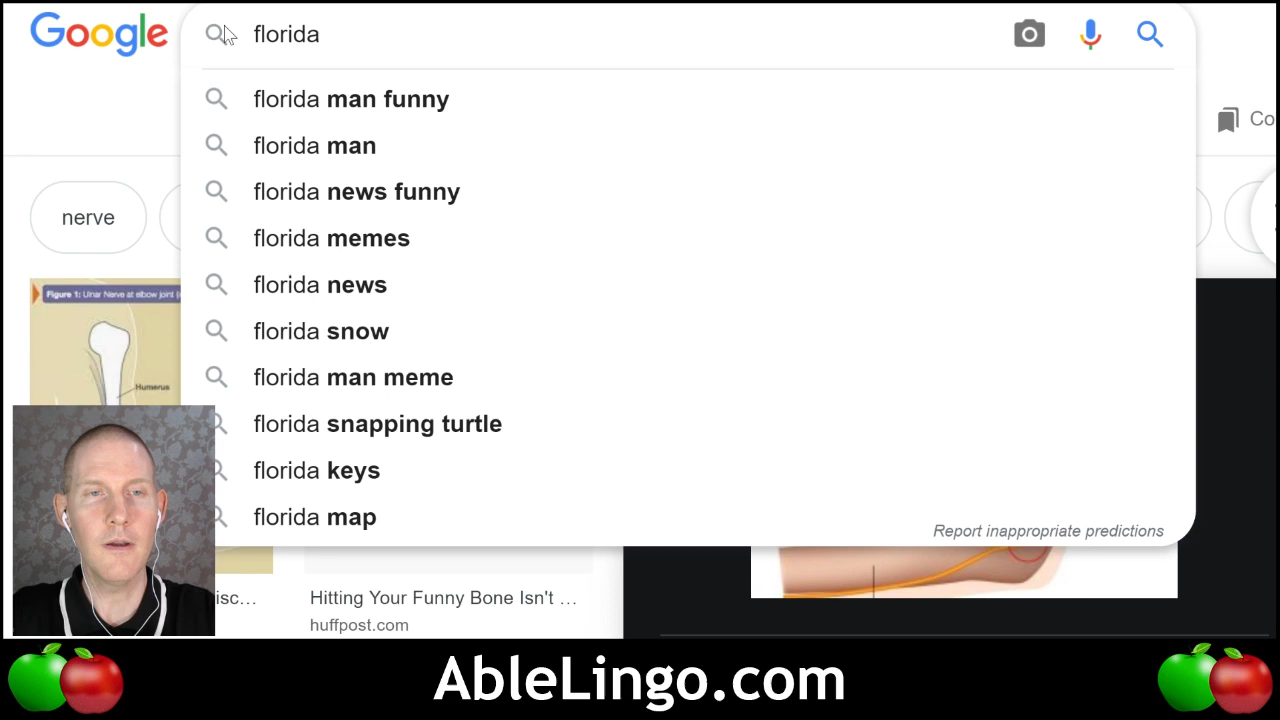 Google
florida
florida man funny
florida man
florida news funny
florida memes
florida news
florida snow
florida man meme
florida snapping turtle
florida keys
florida map
Report inappropriate predictions
Co
nerve
Figure 1: Ulnar Nerve at elbow joint
Humerus
isc…
Hitting Your Funny Bone Isn't …
huffpost.com
AbleLingo.com